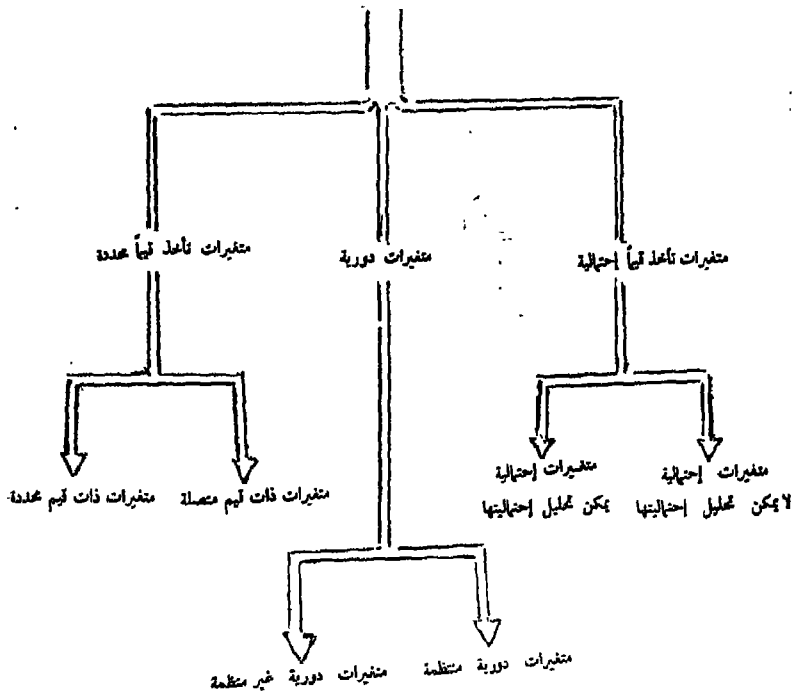 متغيرات تأخذ قيماً إحتمالية
متغيرات دورية
متغيرات تأخذ قيماً محددة
متغيرات إحتمالية
لا يمكن تحليل إحتماليتها
متغيرات إحتمالية
يمكن تحليل إحتماليتها
متغيرات ذات قيم متصلة
متغيرات ذات قيم محددة
متغيرات دورية منتظمة
متغيرات دورية غير منتظمة